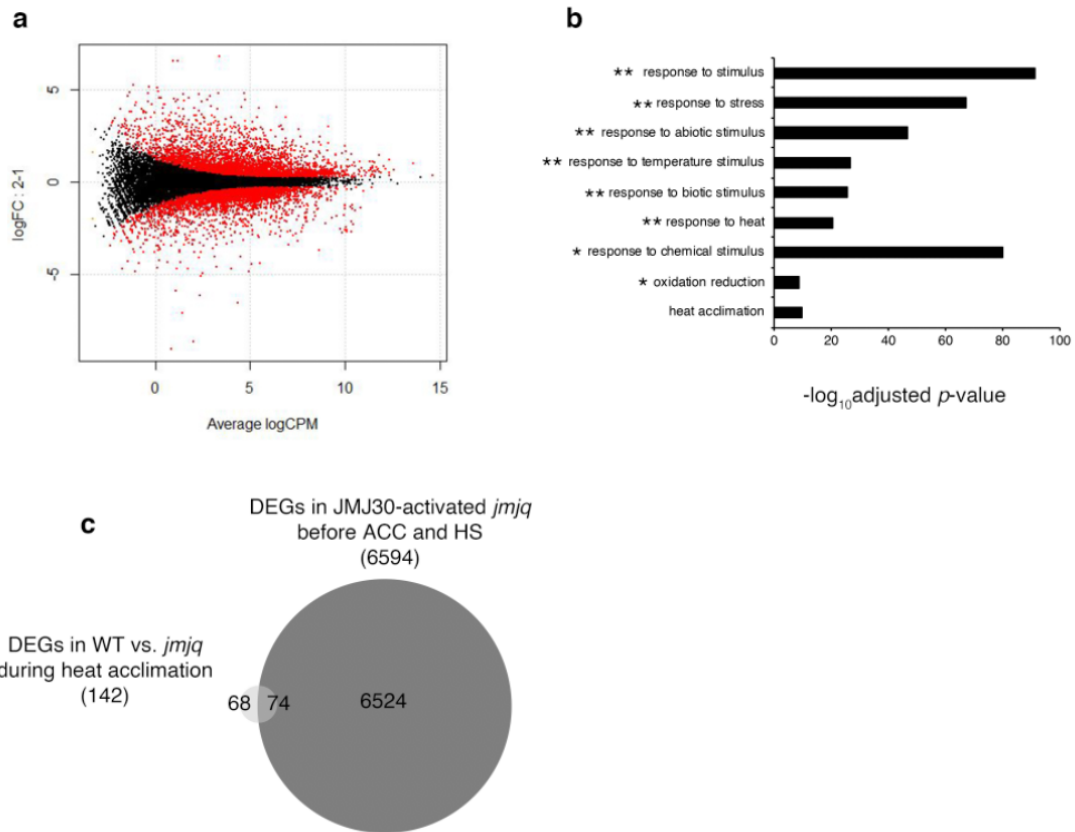 a
5
0
-5
logFC : 2-1
0 5 10 15
Average logCPM
b
** response to stimulus
** response to stress
** response to abiotic stimulus
** response to temperature stimulus
** response to biotic stimulus
** response to heat
* response to chemical stimulus
* oxidation reduction
heat acclimation
0 20 40 60 80 100
-log10adjusted p-value
c
DEGs in JMJ30-activated jmjq
before ACC and HS
(6594)
DEGs in WT vs. jmjq
during heat acclimation
(142)
68 74 6524